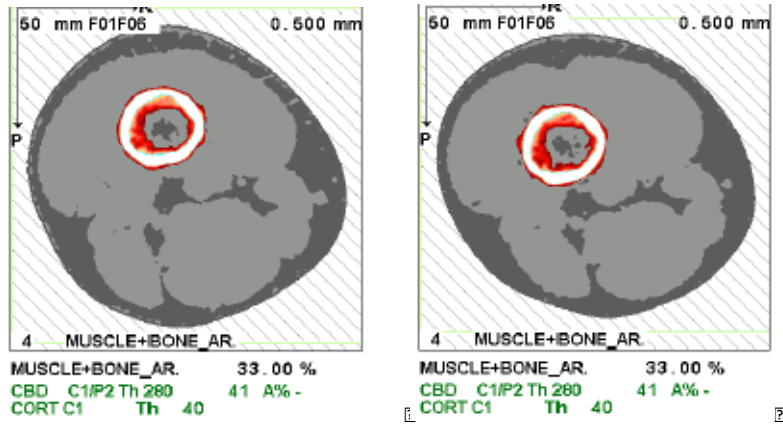 R
50 mm F01F06 0.500 mm
P
4 MUSCLE+BONE_AR.
MUSCLE+BONE_AR. 33.00 %
CBD C1/P2 Th 280 41 A% -
CORT C1 Th 40
R
50 mm F01F06 0.500 mm
P
4 MUSCLE+BONE_AR.
MUSCLE+BONE_AR. 33.00 %
CBD C1/P2 Th 280 41 A% -
CORT C1 Th 40